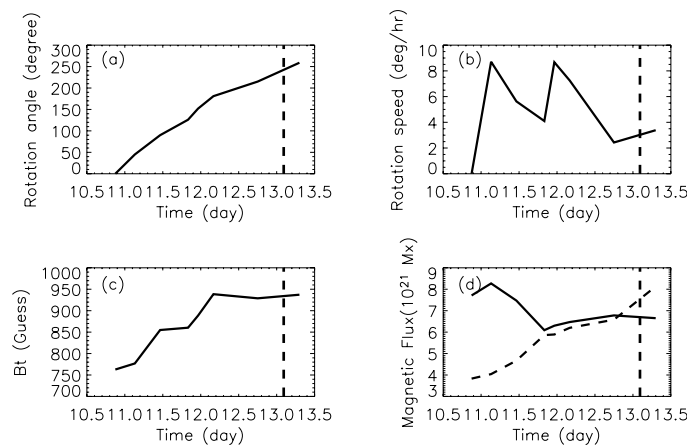 (a)
Rotation angle (degree)
300
250
200
150
100
50
0
10.5 11.0 11.5 12.0 12.5 13.0 13.5
Time (day)
(b)
Rotation speed (deg/hr)
10
8
6
4
2
0
10.5 11.0 11.5 12.0 12.5 13.0 13.5
Time (day)
(c)
Bt (Guess)
1000
950
900
850
800
750
700
10.5 11.0 11.5 12.0 12.5 13.0 13.5
Time (day)
(d)
Magnetic Flux(10²¹ Mx)
9
8
7
6
5
4
3
10.5 11.0 11.5 12.0 12.5 13.0 13.5
Time (day)